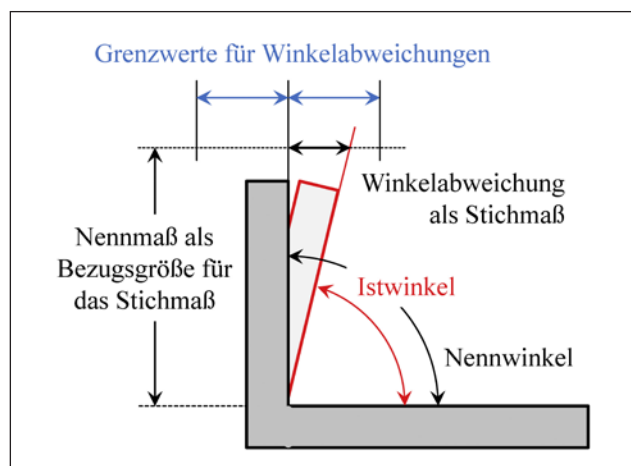 Grenzwerte für Winkelabweichungen
Winkelabweichung
als Stichmaß
Nennmaß als
Bezugsgröße für
das Stichmaß
Istwinkel
Nennwinkel